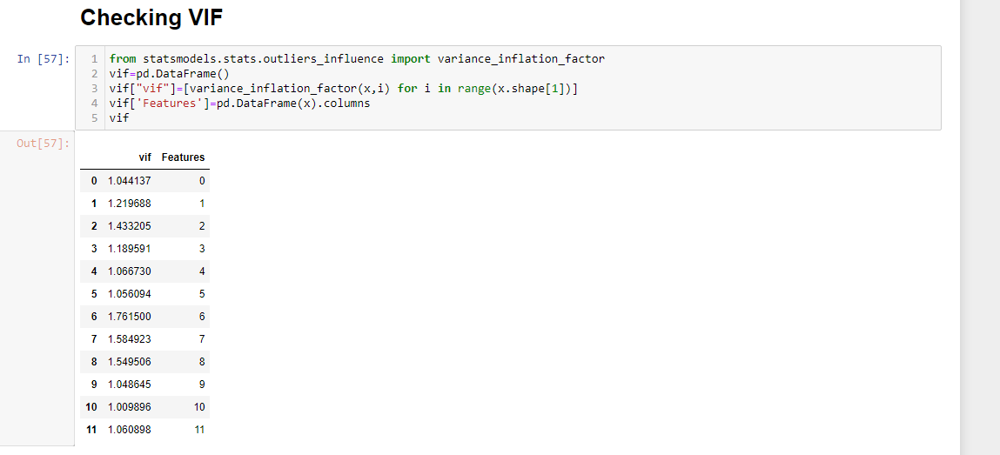 Checking VIF
In [57]:
1 from statsmodels.stats.outliers_influence import variance_inflation_factor
2 vif=pd.DataFrame()
3 vif["vif"]=[variance_inflation_factor(x,i) for i in range(x.shape[1])]
4 vif['Features']=pd.DataFrame(x).columns
5 vif
Out[57]:
vif Features
0 1.044137 0
1 1.219688 1
2 1.433205 2
3 1.189591 3
4 1.066730 4
5 1.056094 5
6 1.761500 6
7 1.584923 7
8 1.549506 8
9 1.048645 9
10 1.009896 10
11 1.060898 11